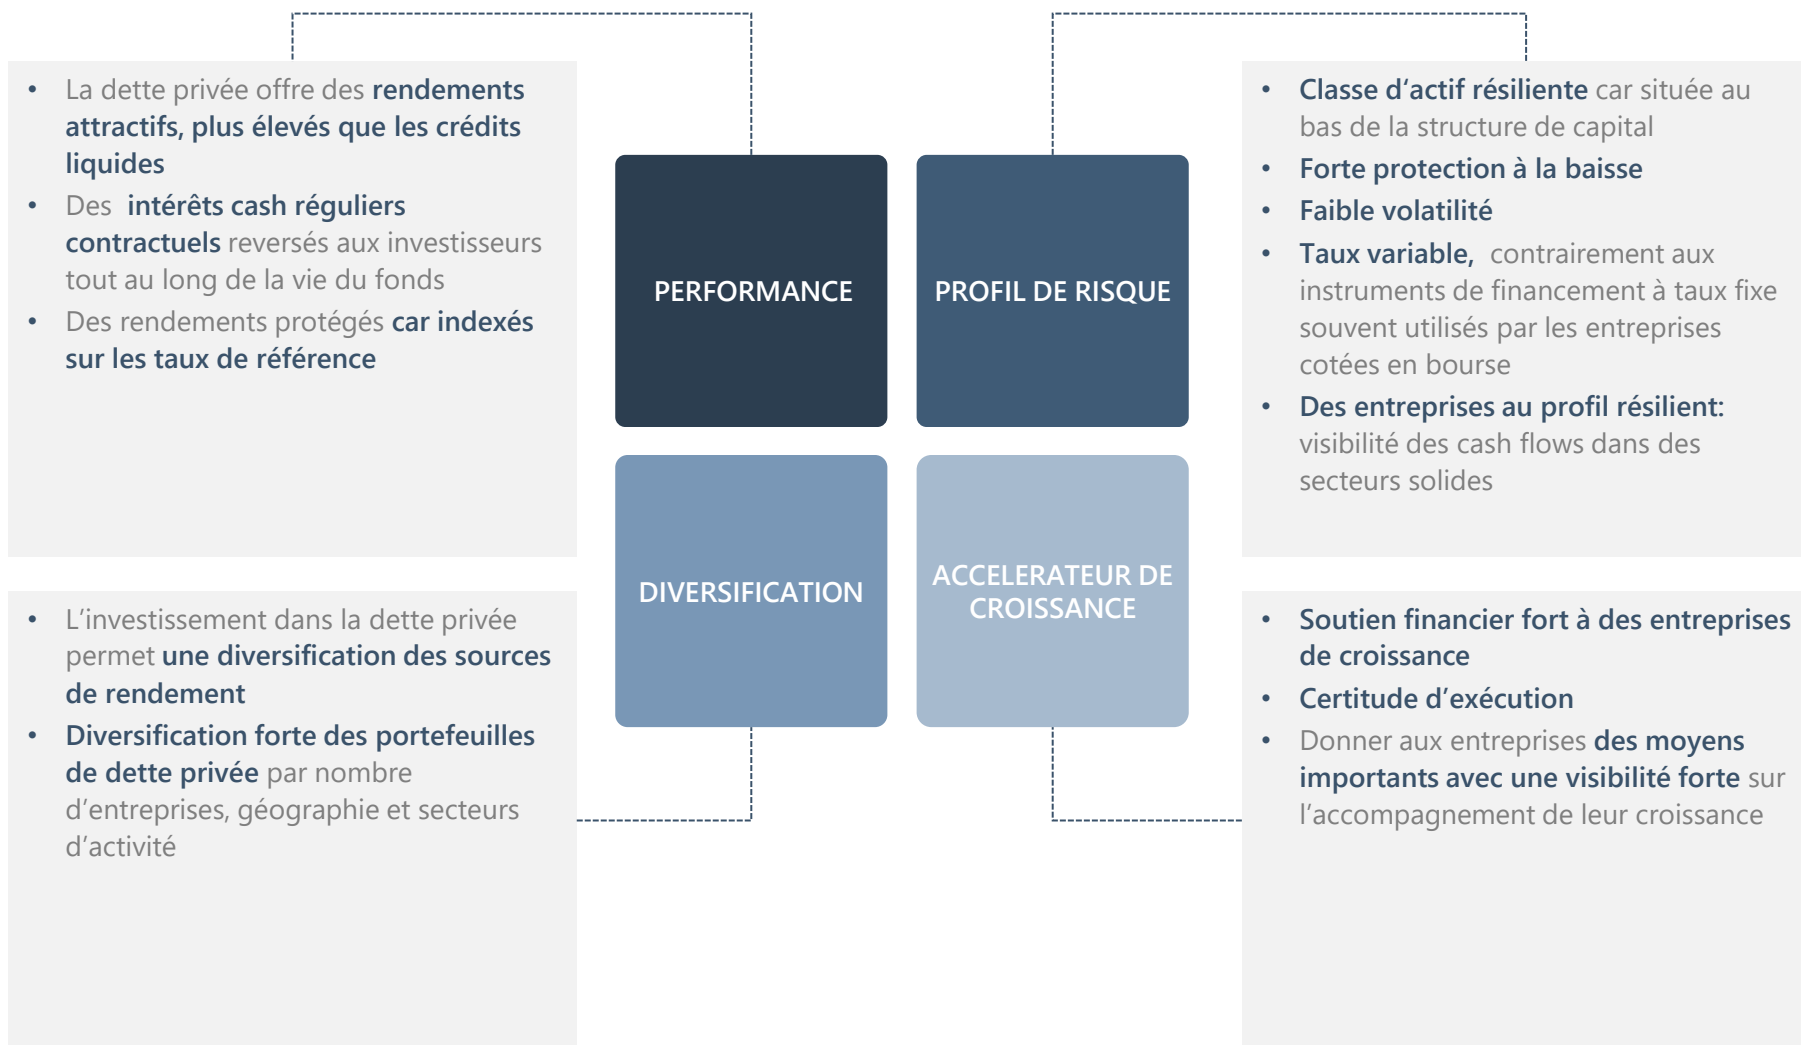 • La dette privée offre des rendements
attractifs, plus élevés que les crédits
liquides
• Des  intérêts cash réguliers
contractuels reversés aux investisseurs
tout au long de la vie du fonds
• Des rendements protégés car indexés
sur les taux de référence
PERFORMANCE
PROFIL DE RISQUE
• Classe d‘actif résiliente car située au
bas de la structure de capital
• Forte protection à la baisse
• Faible volatilité
• Taux variable,  contrairement aux
instruments de financement à taux fixe
souvent utilisés par les entreprises
cotées en bourse
• Des entreprises au profil résilient:
visibilité des cash flows dans des
secteurs solides
• L’investissement dans la dette privée
permet une diversification des sources
de rendement
• Diversification forte des portefeuilles
de dette privée par nombre
d’entreprises, géographie et secteurs
d’activité
DIVERSIFICATION
ACCELERATEUR DE
CROISSANCE
• Soutien financier fort à des entreprises
de croissance
• Certitude d’exécution
• Donner aux entreprises des moyens
importants avec une visibilité forte sur
l’accompagnement de leur croissance